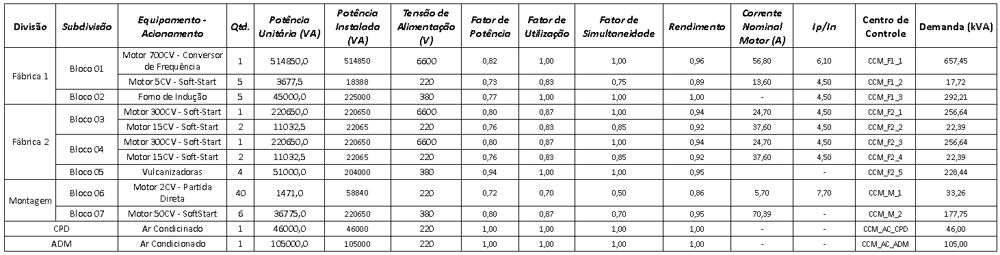 Divisão Subdivisão Equipamento - Acionamento Qtd. Potência Unitária (VA) Potência Instalada (VA) Tensão de Alimentação (V) Fator de Potência Fator de Utilização Fator de Simultaneidade Rendimento Corrente Nominal Motor (A) Ip/In Centro de Controle Demanda (kVA)
Fábrica 1 Bloco 01 Motor 700CV - Conversor de Frequência 1 514850,0 514850 6600 0,82 1,00 1,00 0,96 56,80 6,10 CCM_F1_1 657,45
Motor 5CV - Soft-Start 5 3677,5 18388 220 0,73 0,83 0,75 0,89 13,60 4,50 CCM_F1_2 17,72
Bloco 02 Forno de Indução 5 45000,0 225000 380 0,77 1,00 1,00 1,00 - 4,50 CCM_F1_3 292,21
Fábrica 2 Bloco 03 Motor 300CV - Soft-Start 1 220650,0 220650 6600 0,80 0,87 1,00 0,94 24,70 4,50 CCM_F2_1 256,64
Motor 15CV - Soft-Start 2 11032,5 22065 220 0,76 0,83 0,85 0,92 37,60 4,50 CCM_F2_2 22,39
Bloco 04 Motor 300CV - Soft-Start 1 220650,0 220650 6600 0,80 0,87 1,00 0,94 24,70 4,50 CCM_F2_3 256,64
Motor 15CV - Soft-Start 2 11032,5 22065 220 0,76 0,83 0,85 0,92 37,60 4,50 CCM_F2_4 22,39
Bloco 05 Vulcanizadoras 4 51000,0 204000 380 0,94 1,00 1,00 0,95 - CCM_F2_5 228,44
Montagem Bloco 06 Motor 2CV - Partida Direta 40 1471,0 58840 220 0,72 0,70 0,50 0,86 5,70 7,70 CCM_M_1 33,26
Bloco 07 Motor 50CV - SoftStart 6 36775,0 220650 380 0,80 0,87 0,70 0,95 70,39 - CCM_M_2 177,75
CPD Ar Condicinado 1 46000,0 46000 220 1,00 1,00 1,00 1,00 - - CCM_AC_CPD 46,00
ADM Ar Condicionado 1 105000,0 105000 220 1,00 1,00 1,00 1,00 - - CCM_AC_ADM 105,00